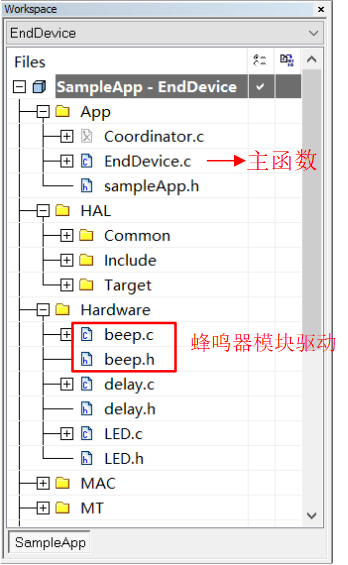 Workspace
EndDevice
Files
SampleApp - EndDevice
App
Coordinator.c
EndDevice.c 主函数
sampleApp.h
HAL
Common
Include
Target
Hardware
beep.c
蜂鸣器模块驱动
beep.h
delay.c
delay.h
LED.c
LED.h
MAC
MT
SampleApp